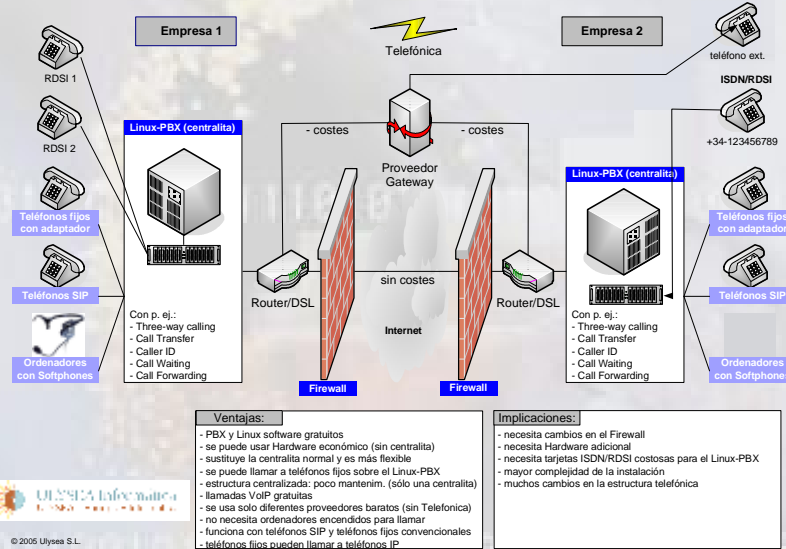 Empresa 1
Telefónica
Empresa 2
teléfono ext.
ISDN/RDSI
+34-123456789
RDSI 1
RDSI 2
Linux-PBX (centralita)
- costes
- costes
Proveedor
Gateway
Linux-PBX (centralita)
Teléfonos fijos
con adaptador
Teléfonos SIP
Ordenadores
con Softphones
Con p. ej.:
- Three-way calling
- Call Transfer
- Caller ID
- Call Waiting
- Call Forwarding
Router/DSL
sin costes
Internet
Router/DSL
Firewall
Firewall
Con p. ej.:
- Three-way calling
- Call Transfer
- Caller ID
- Call Waiting
- Call Forwarding
Teléfonos fijos
con adaptador
Teléfonos SIP
Ordenadores
con Softphones
Ventajas:
- PBX y Linux software gratuitos
- se puede usar Hardware económico (sin centralita)
- sustituye la centralita normal y es más flexible
- se puede llamar a teléfonos fijos sobre el Linux-PBX
- estructura centralizada: poco mantenim. (sólo una centralita)
- llamadas VoIP gratuitas
- se usa solo diferentes proveedores baratos (sin Telefonica)
- no necesita ordenadores encendidos para llamar
- funciona con teléfonos SIP y teléfonos fijos convencionales
- teléfonos fijos pueden llamar a teléfonos IP
Implicaciones:
- necesita cambios en el Firewall
- necesita Hardware adicional
- necesita tarjetas ISDN/RDSI costosas para el Linux-PBX
- mayor complejidad de la instalación
- muchos cambios en la estructura telefónica
ULYSEA Informatica
© 2005 Ulysea S.L.